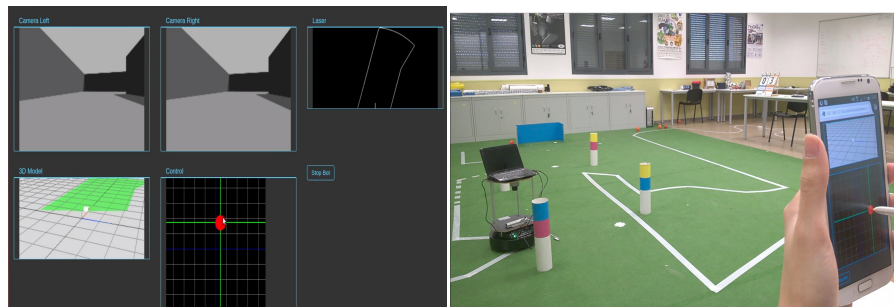 Camera Left
Camera Right
Laser
3D Model
Control
Stop Bot